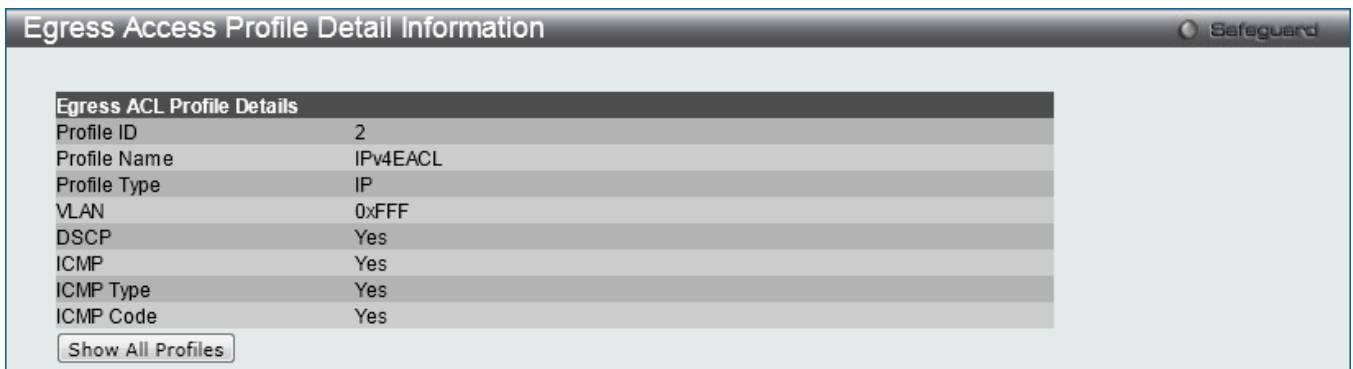 Egress Access Profile Detail Information
Safeguard
Egress ACL Profile Details
Profile ID 2
Profile Name IPv4EACL
Profile Type IP
VLAN 0xFFF
DSCP Yes
ICMP Yes
ICMP Type Yes
ICMP Code Yes
Show All Profiles